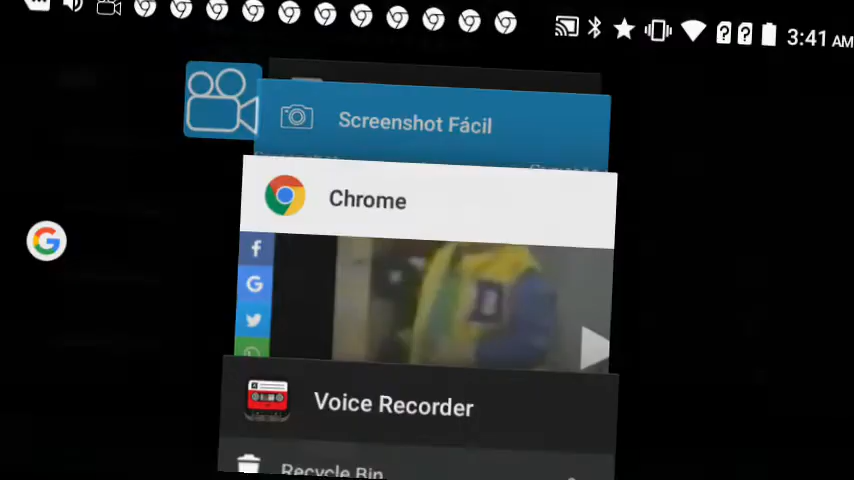 3:41 AM
Screenshot Fácil
Chrome
Voice Recorder
Recycle Bin